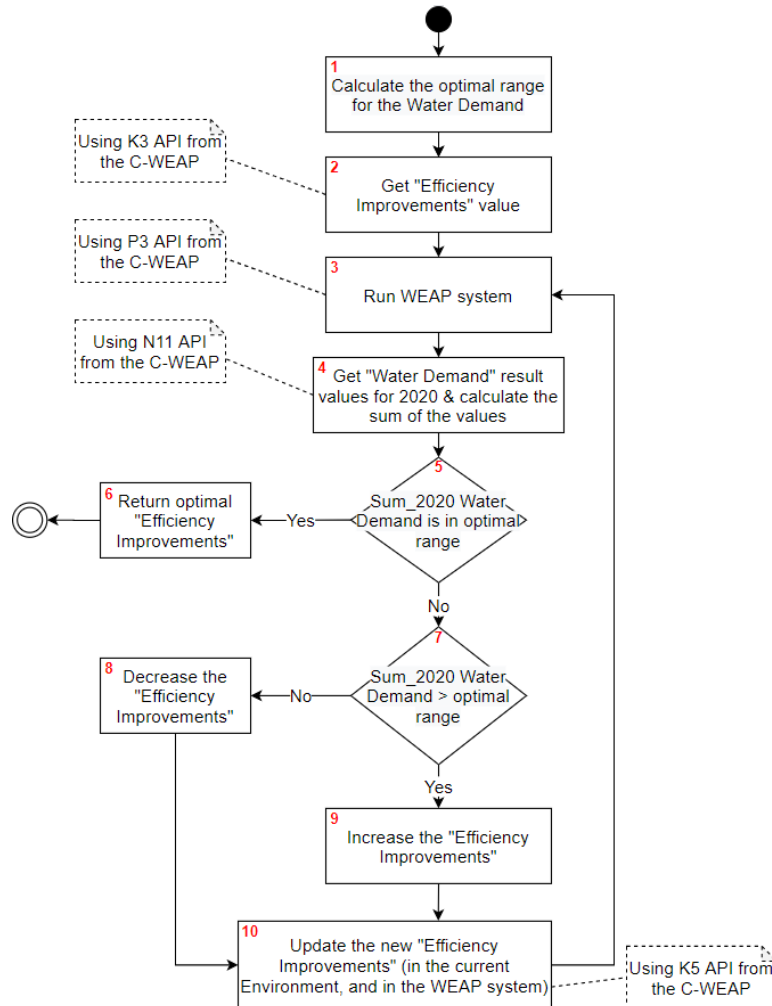 1
Calculate the optimal range
for the Water Demand
Using K3 API from
the C-WEAP
2
Get "Efficiency
Improvements" value
Using P3 API from
the C-WEAP
3
Run WEAP system
Using N11 API
from the C-WEAP
4
Get "Water Demand" result
values for 2020 & calculate the
sum of the values
5
Sum_2020 Water
Demand is in optimal
range
Yes
6
Return optimal
"Efficiency
Improvements"
No
7
Sum_2020 Water
Demand > optimal
range
No
8
Decrease the
"Efficiency
Improvements"
Yes
9
Increase the "Efficiency
Improvements"
10
Update the new "Efficiency
Improvements" (in the current
Environment, and in the WEAP system)
Using K5 API from
the C-WEAP